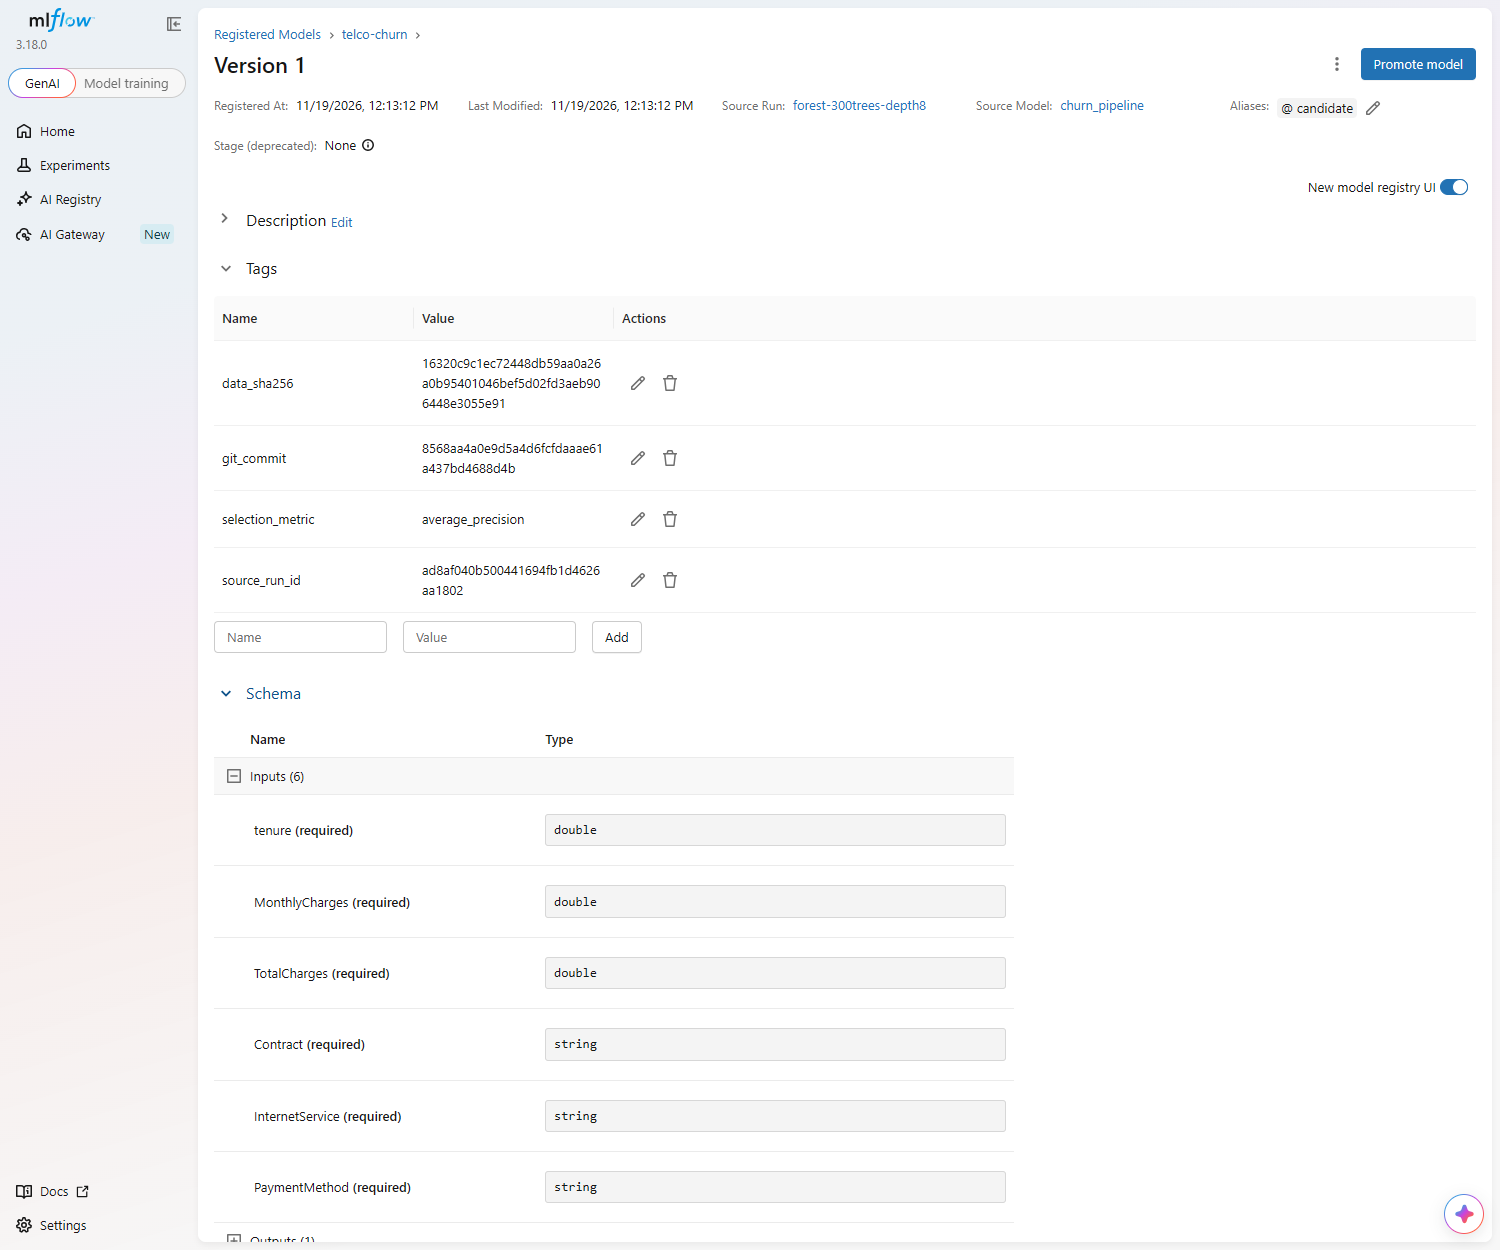 mlflow
3.18.0
GenAI
Model training
Home
Experiments
AI Registry
AI Gateway New
Docs
Settings
Registered Models > telco-churn >
Version 1
Promote model
Registered At: 11/19/2026, 12:13:12 PM
Last Modified: 11/19/2026, 12:13:12 PM
Source Run: forest-300trees-depth8
Source Model: churn_pipeline
Aliases: @ candidate
Stage (deprecated): None
New model registry UI
Description Edit
Tags
Name Value Actions
data_sha256
16320c9c1ec72448db59aa0a26
a0b95401046bef5d02fd3aeb90
6448e3055e91
git_commit
8568aa4a0e9d5a4d6fcfdaaae61
a437bd4688d4b
selection_metric average_precision
source_run_id
ad8af040b500441694fb1d4626
aa1802
Name Value Add
Schema
Name Type
Inputs (6)
tenure (required) double
MonthlyCharges (required) double
TotalCharges (required) double
Contract (required) string
InternetService (required) string
PaymentMethod (required) string
Outputs (1)